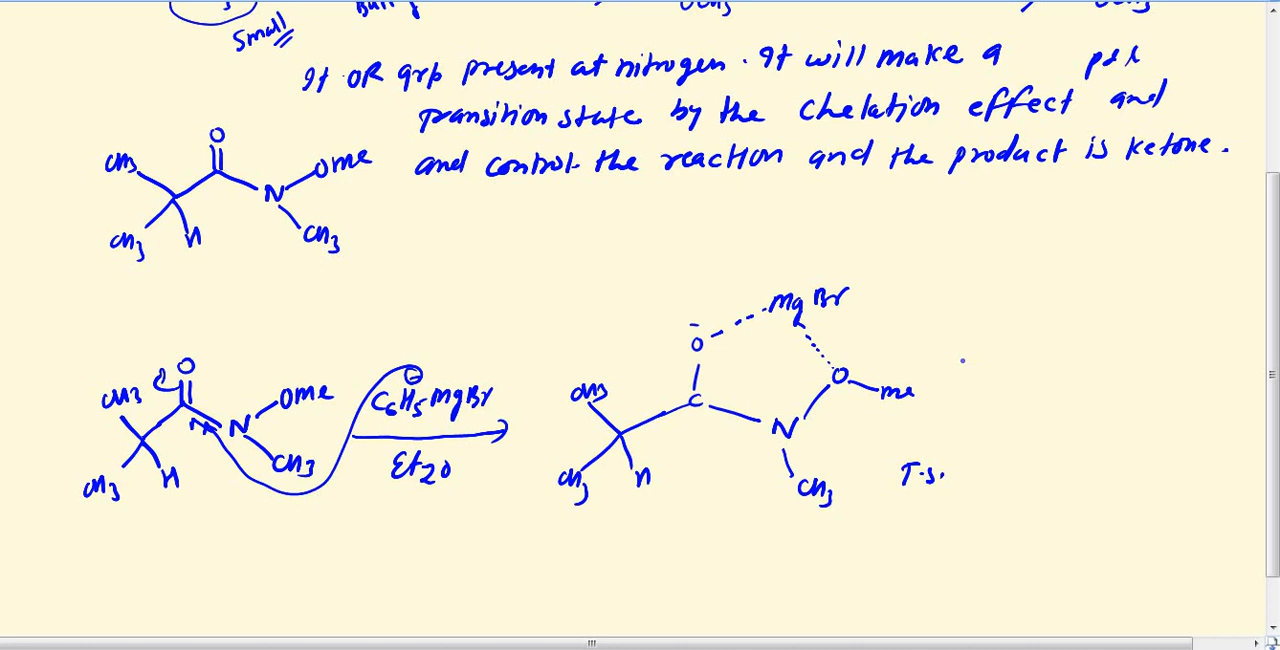 Small
If OR grp present at nitrogen. It will make a
transition state by the chelation effect and
and control the reaction and the product is ketone.
O
CH3
OMe
N
CH3
H
CH3
MgBr
O
O
CH3
OMe
C6H5MgBr
O
Me
CH3
C
N
N
CH3
Et2O
CH3
H
CH3
H
CH3
T.S.